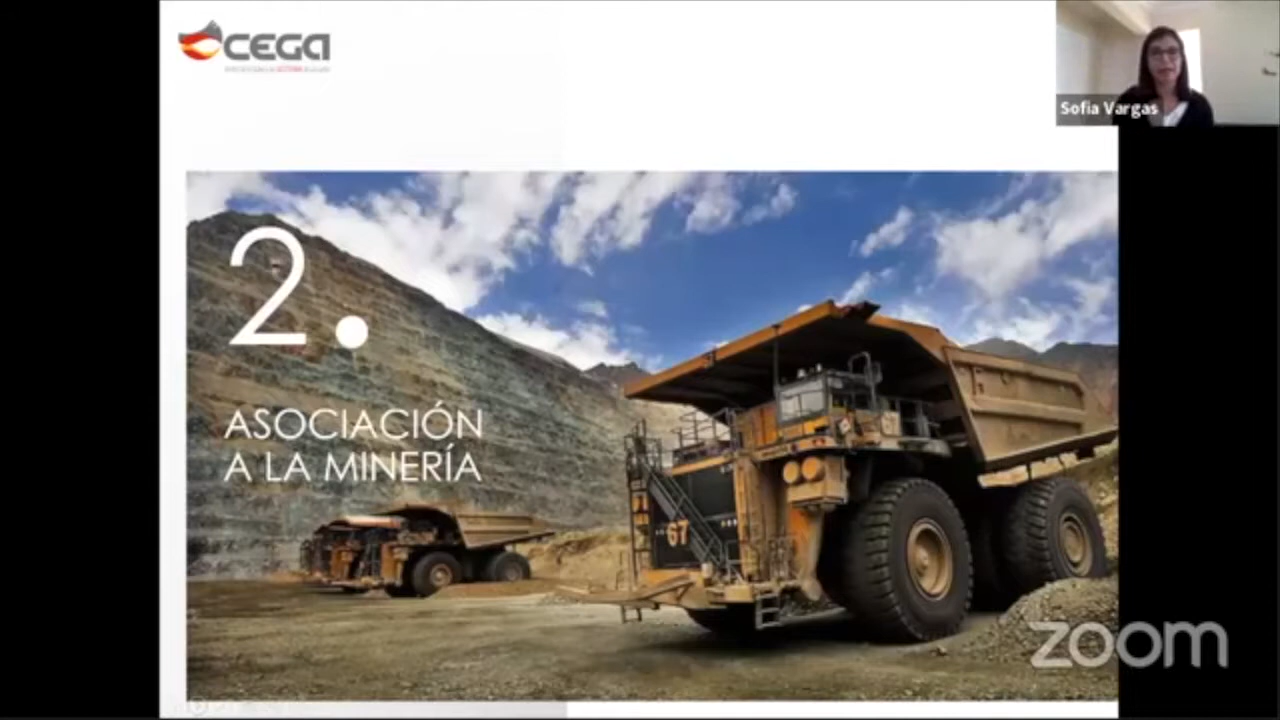 CEGA
Sofia Vargas
2.
ASOCIACIÓN
A LA MINERÍA
67
zoom